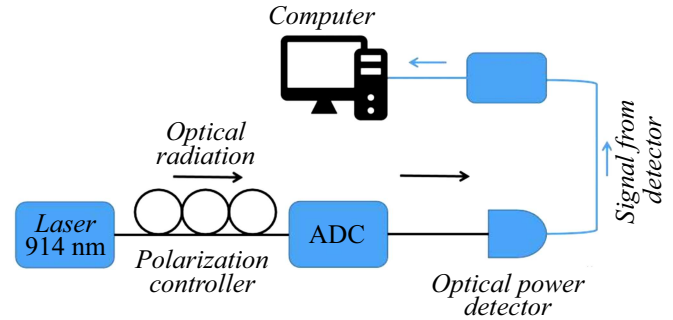 Computer
Optical
radiation
Signal from
detector
Laser
914 nm
ADC
Polarization
controller
Optical power
detector